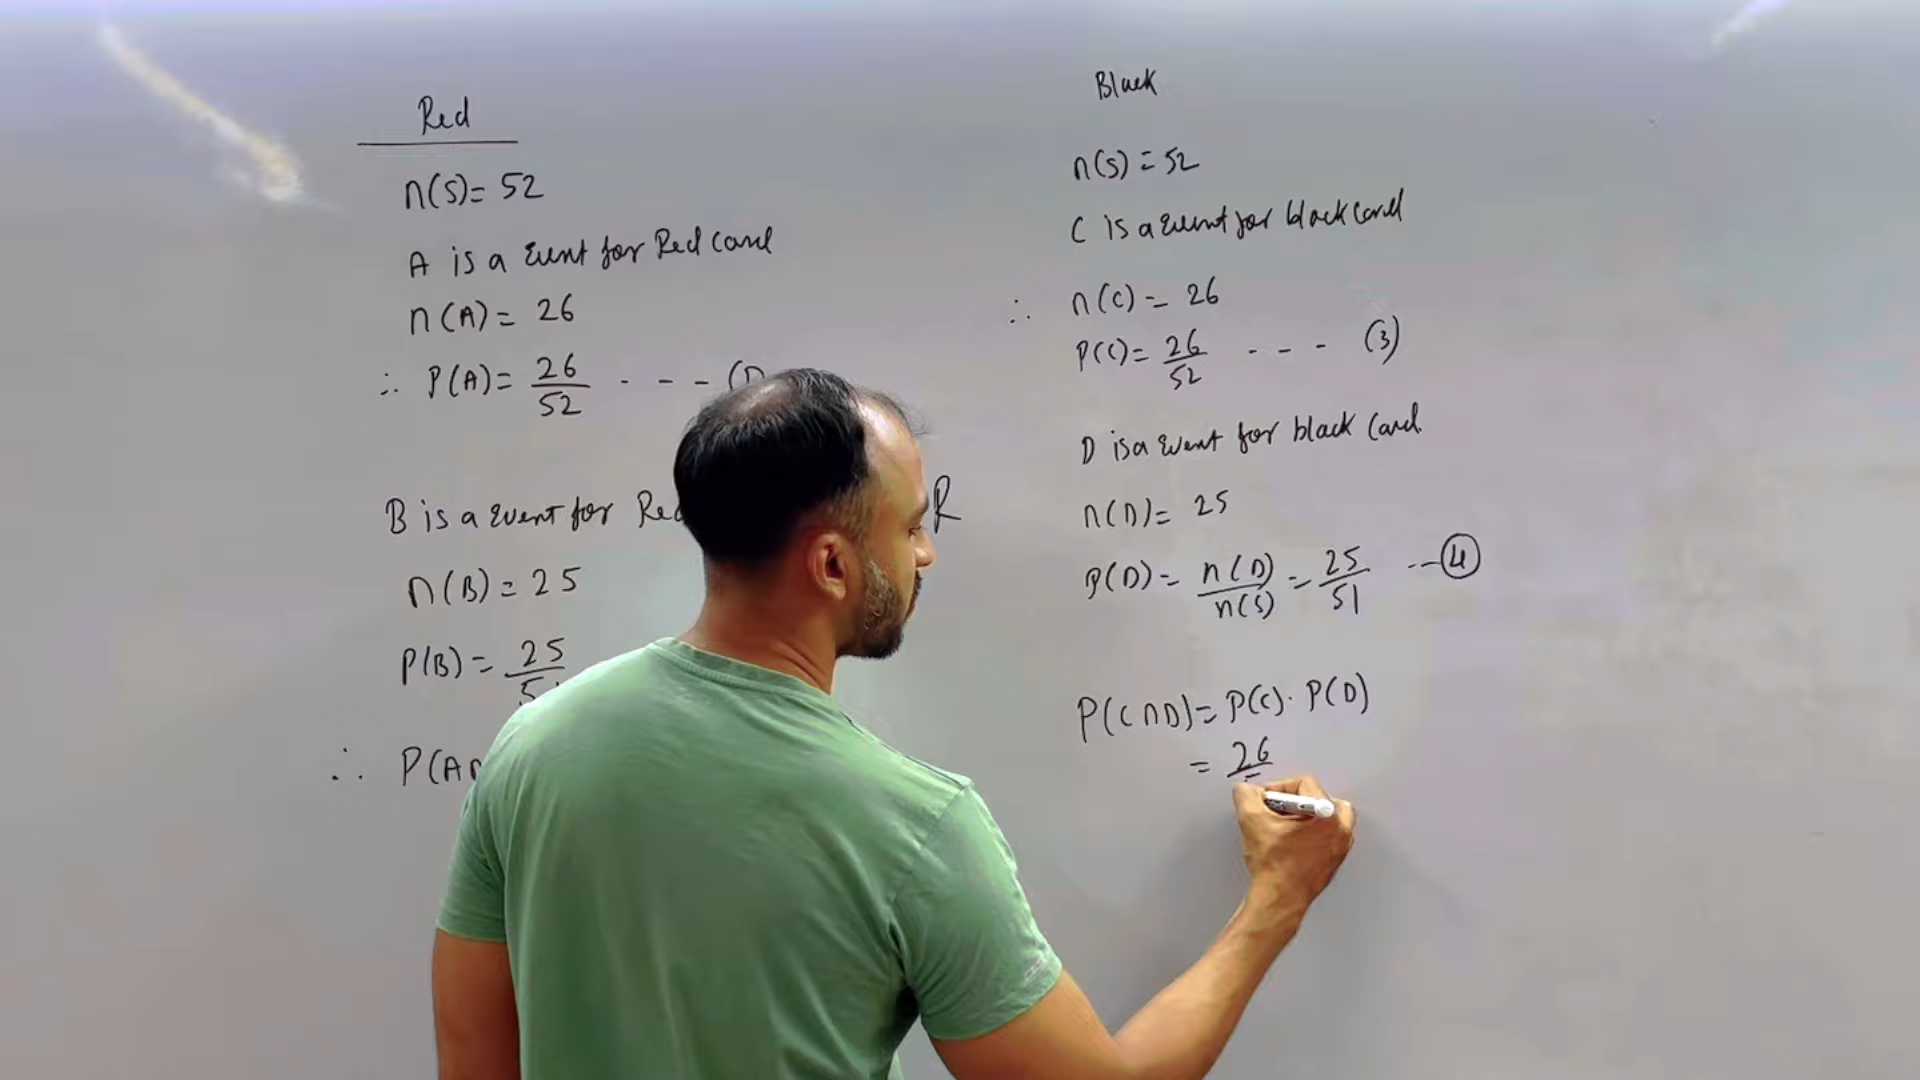 Red
n(S)= 52
A is a Event for Red Card
n(A)= 26
∴ P(A)= 26/52 - - - (1)
B is a Event for Red R
n(B)= 25
P(B)= 25/5
∴ P(A∩
Black
n(S)=52
C is a Event for black Card
∴ n(C)= 26
P(C)= 26/52 - - - (3)
D is a Event for black Card
n(D)= 25
P(D)= n(D)/n(S) = 25/51 -- 4
P(C∩D)= P(C)· P(D)
= 26